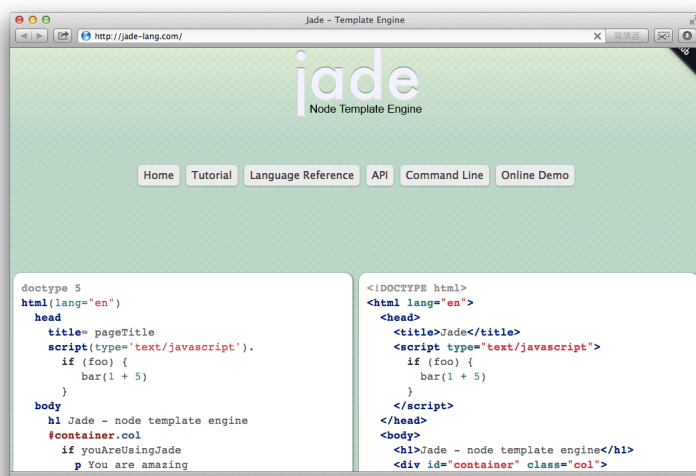 Jade – Template Engine
http://jade-lang.com/
jade
Node Template Engine
Home Tutorial Language Reference API Command Line Online Demo
doctype 5
html(lang="en")
  head
    title= pageTitle
    script(type='text/javascript').
      if (foo) {
        bar(1 + 5)
      }
  body
    h1 Jade - node template engine
    #container.col
      if youAreUsingJade
        p You are amazing
<!DOCTYPE html>
<html lang="en">
  <head>
    <title>Jade</title>
    <script type="text/javascript">
      if (foo) {
        bar(1 + 5)
      }
    </script>
  </head>
  <body>
    <h1>Jade - node template engine</h1>
    <div id="container" class="col">